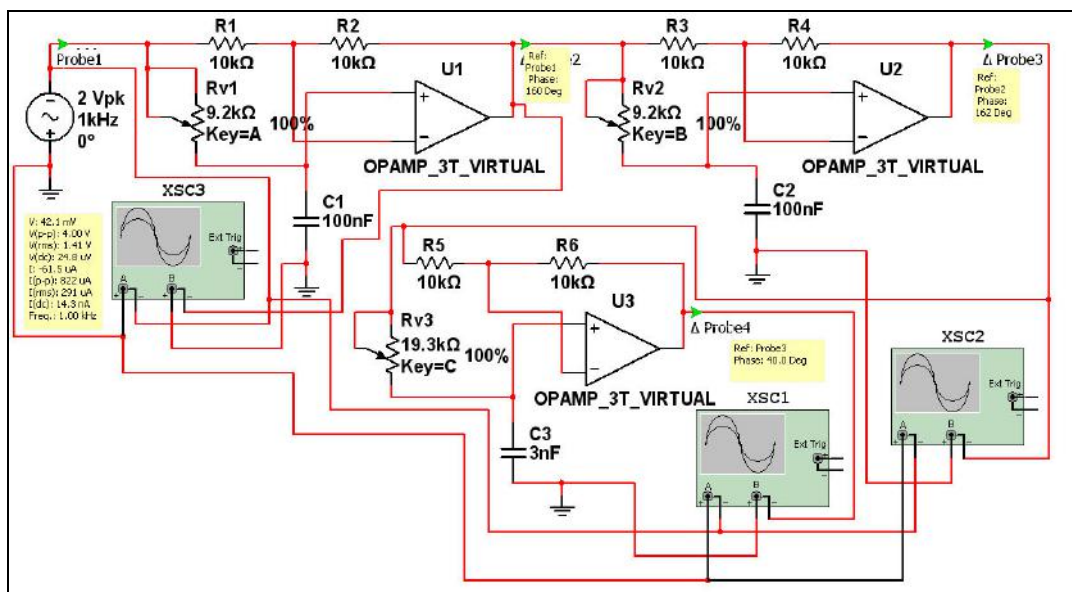 R1
10kΩ
R2
10kΩ
R3
10kΩ
R4
10kΩ
Probe1
Ref:
Probe1
Phase:
160 Deg
Δ Probe3
Ref:
Probe2
Phase:
162 Deg
2 Vpk
1kHz
0°
Rv1
9.2kΩ
Key=A
100%
U1
OPAMP_3T_VIRTUAL
Rv2
9.2kΩ
Key=B
100%
U2
OPAMP_3T_VIRTUAL
C1
100nF
C2
100nF
XSC3
Ext Trig
A
B
V: 42.1 mV
V(p-p): 4.00 V
V(rms): 1.41 V
V(dc): 24.8 uV
I: -61.5 uA
I(p-p): 822 uA
I(rms): 291 uA
I(dc): 14.3 nA
Freq.: 1.00 kHz
R5
10kΩ
R6
10kΩ
U3
Rv3
19.3kΩ
Key=C
100%
OPAMP_3T_VIRTUAL
Δ Probe4
Ref: Probe3
Phase: 40.0 Deg
C3
3nF
XSC1
Ext Trig
A
B
XSC2
Ext Trig
A
B